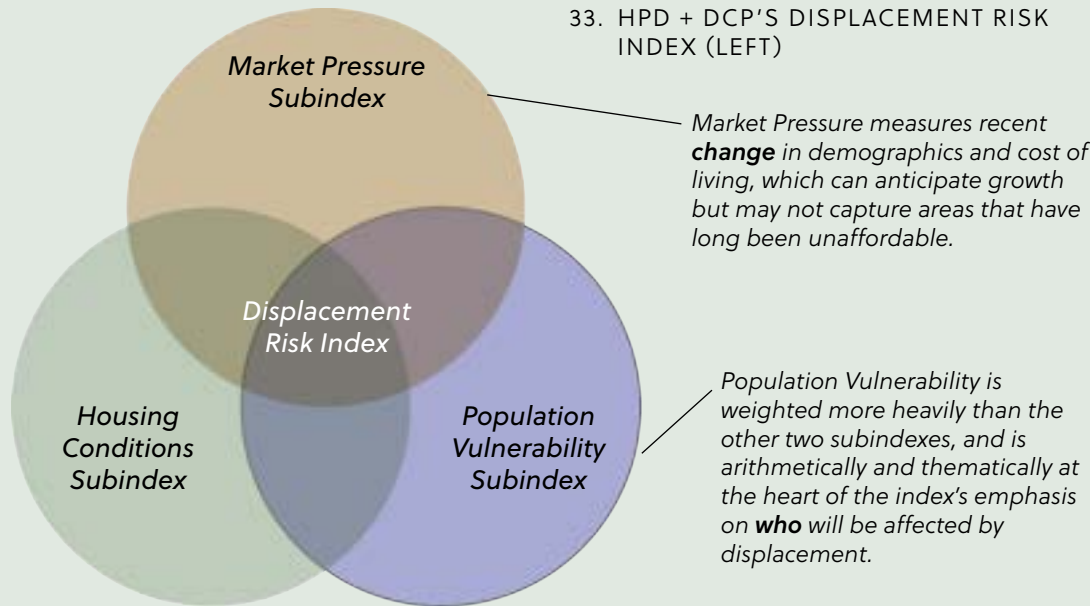 33. HPD + DCP'S DISPLACEMENT RISK
INDEX (LEFT)
Market Pressure
Subindex
Market Pressure measures recent
change in demographics and cost of
living, which can anticipate growth
but may not capture areas that have
long been unaffordable.
Displacement
Risk Index
Housing
Conditions
Subindex
Population
Vulnerability
Subindex
Population Vulnerability is
weighted more heavily than the
other two subindexes, and is
arithmetically and thematically at
the heart of the index's emphasis
on who will be affected by
displacement.